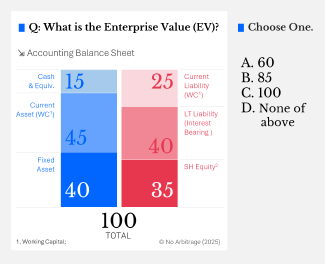 Q: What is the Enterprise Value (EV)?
Accounting Balance Sheet
Cash
& Equiv.
15
25
Current
Liability
(WC¹)
Current
Asset (WC¹)
45
40
LT Liability
(Interest
Bearing )
Fixed
Asset
40
35
SH Equity²
100
TOTAL
1. Working Capital;
© No Arbitrage (2025)
Choose One.
A. 60
B. 85
C. 100
D. None of
above